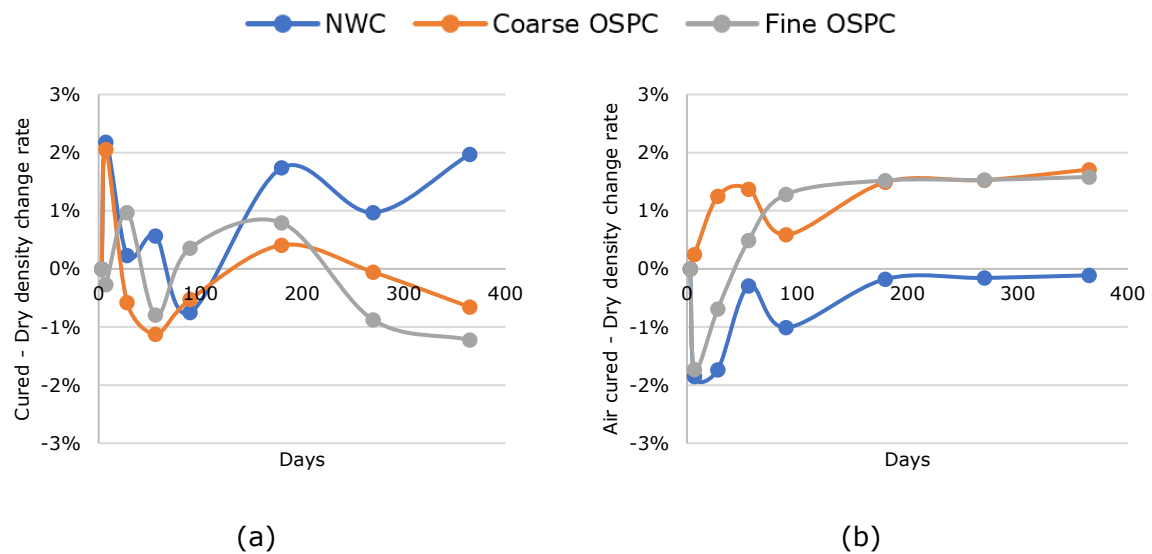 NWC Coarse OSPC Fine OSPC
Cured - Dry density change rate
3%
2%
1%
0%
-1%
-2%
-3%
0 100 200 300 400
Days
(a)
Air cured - Dry density change rate
3%
2%
1%
0%
-1%
-2%
-3%
0 100 200 300 400
Days
(b)